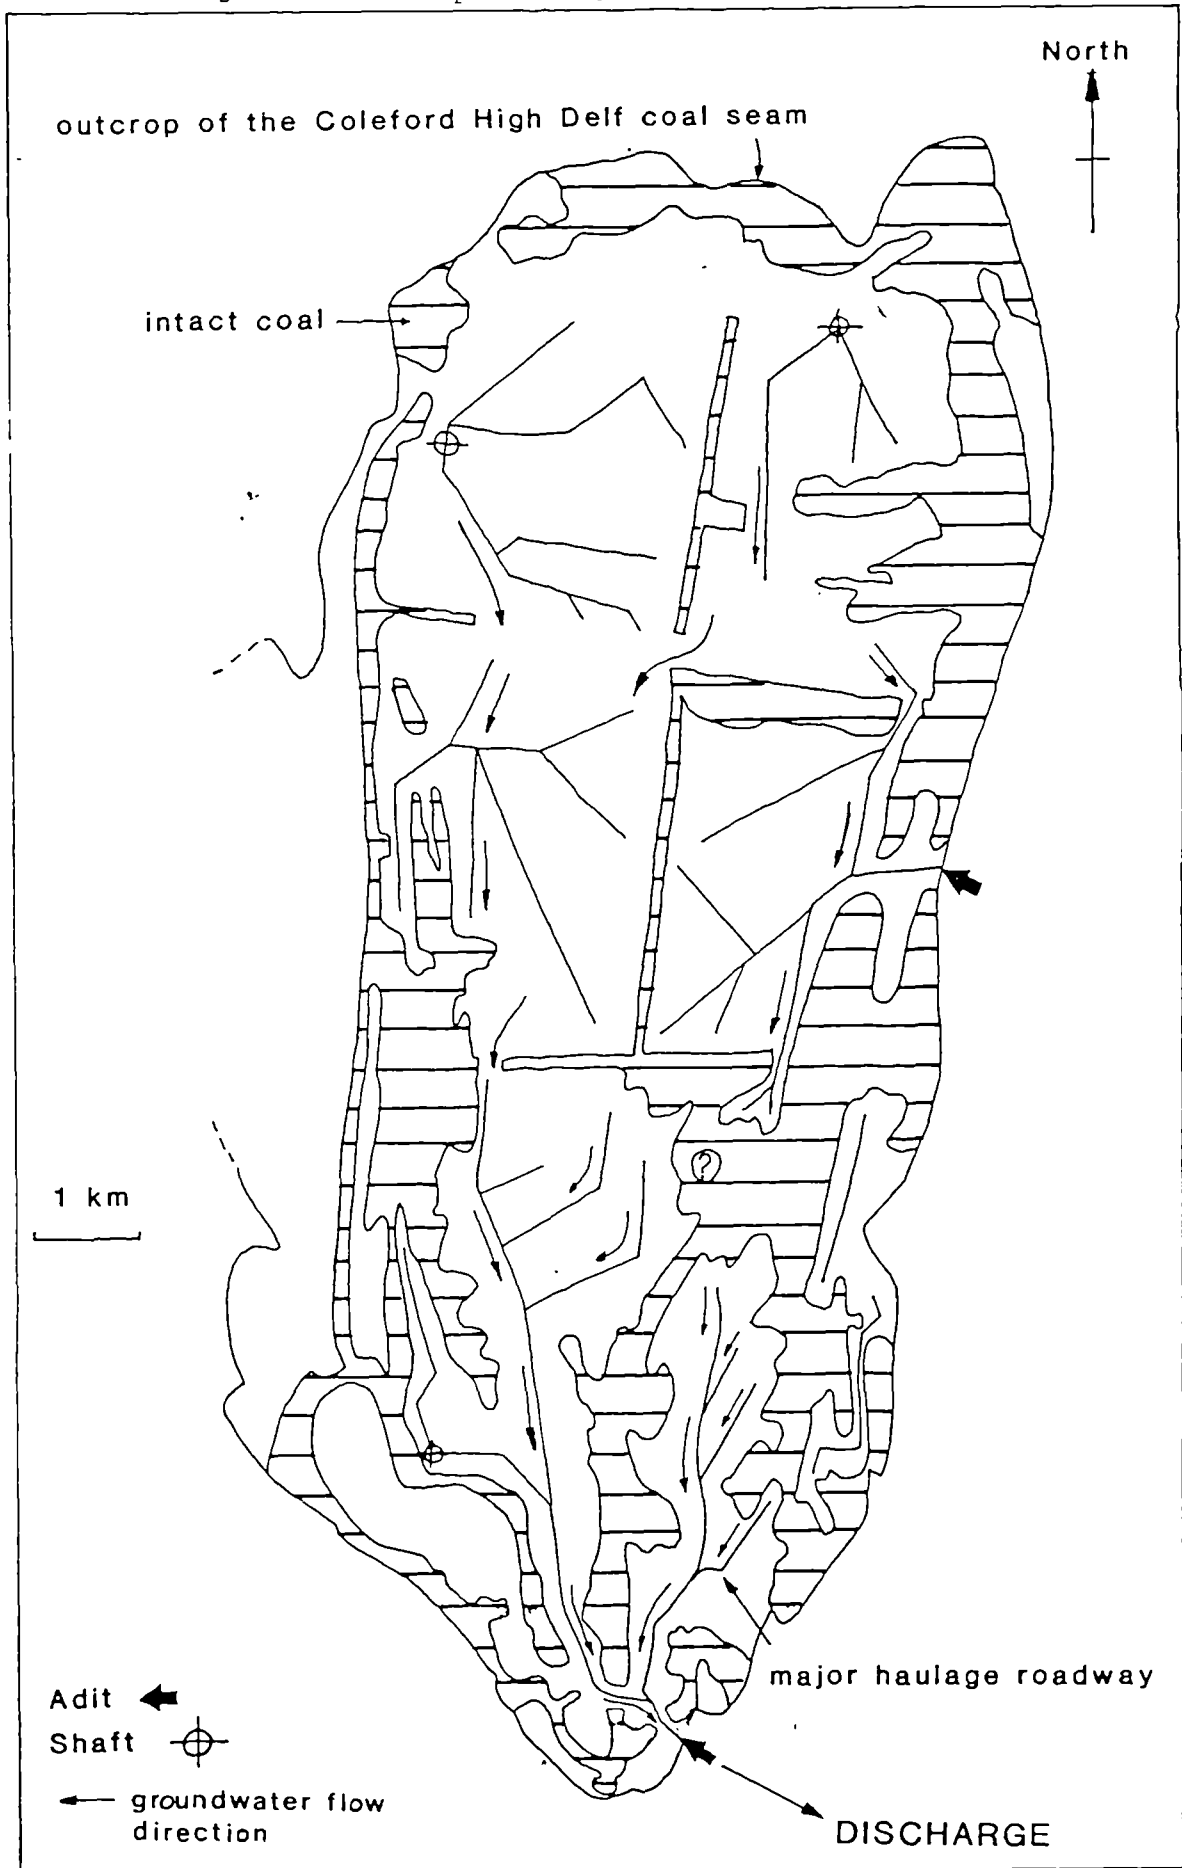 North
outcrop of the Coleford High Delf coal seam
intact coal
?
1 km
major haulage roadway
Adit
Shaft
groundwater flow
direction
DISCHARGE